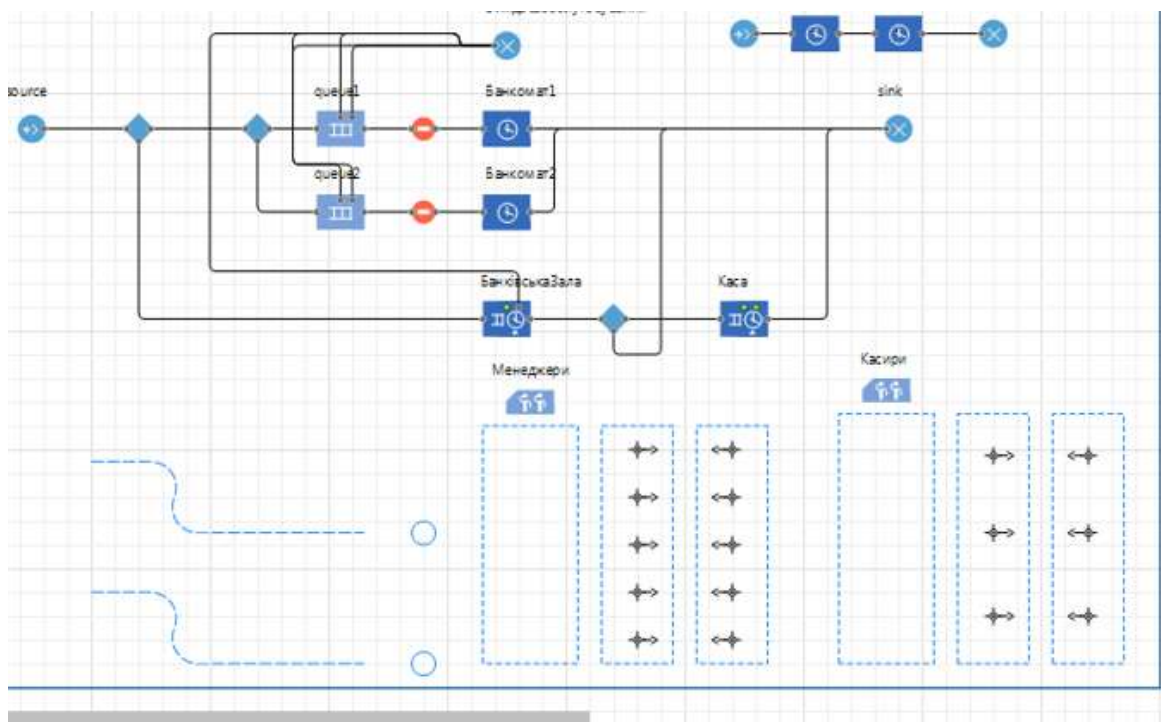 source
queue1
Банкомат1
sink
queue2
Банкомат2
БанківськаЗала
Каса
Менеджери
Касири